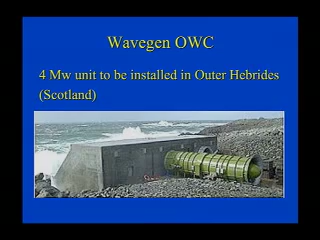 Wavegen OWC
4 Mw unit to be installed in Outer Hebrides
(Scotland)